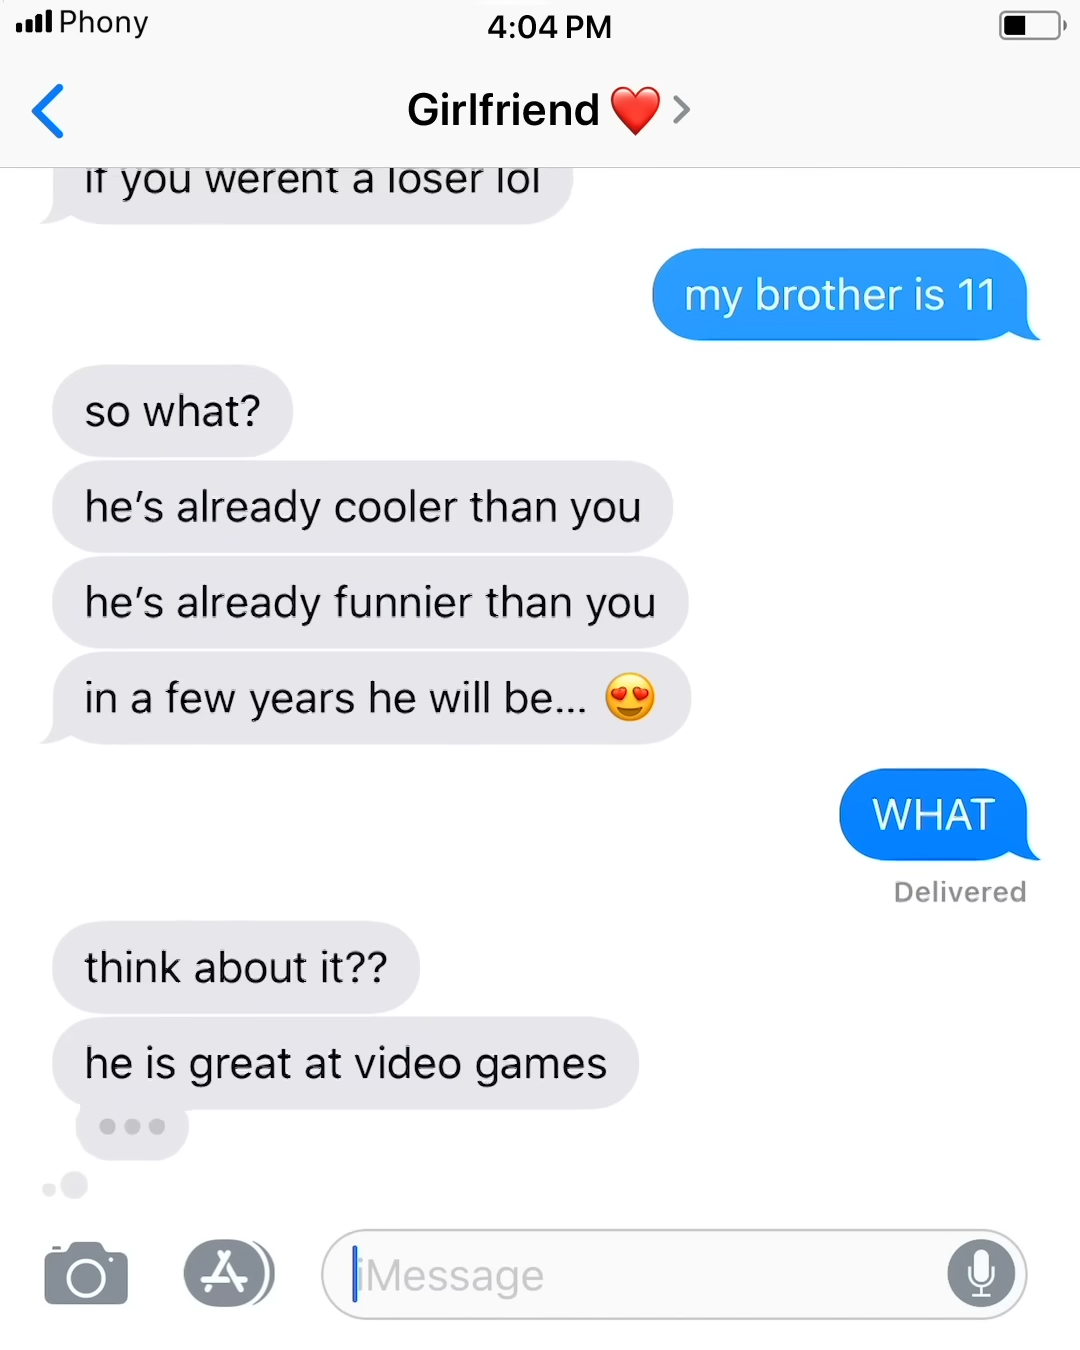 Phony
4:04 PM
Girlfriend ❤️
if you werent a loser lol
my brother is 11
so what?
he's already cooler than you
he's already funnier than you
in a few years he will be... 😍
WHAT
Delivered
think about it??
he is great at video games
iMessage